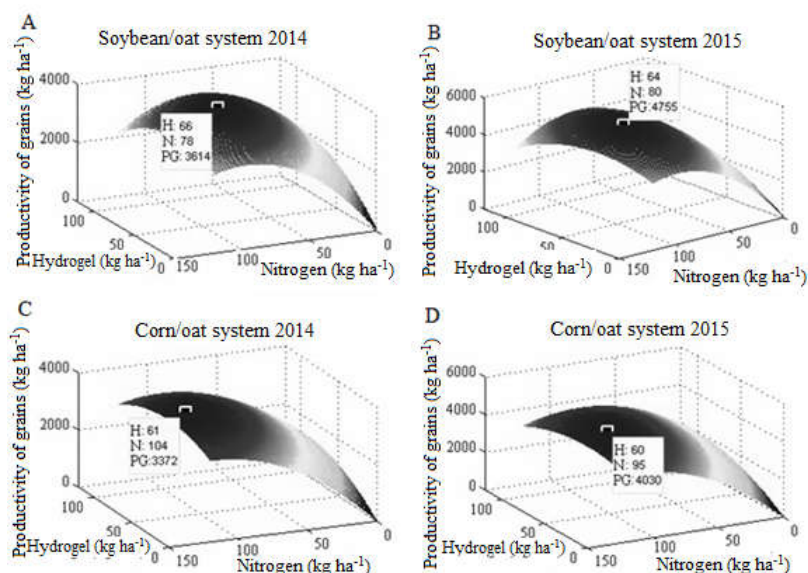 A
Soybean/oat system 2014
Productivity of grains (kg ha-1)
4000
2000
0
H: 66
N: 78
PG: 3614
100
50
0
Hydrogel (kg ha-1)
150
100
50
0
Nitrogen (kg ha-1)
B
Soybean/oat system 2015
Productivity of grains (kg ha-1)
6000
4000
2000
0
H: 64
N: 80
PG: 4755
100
50
0
Hydrogel (kg ha-1)
150
100
50
0
Nitrogen (kg ha-1)
C
Corn/oat system 2014
Productivity of grains (kg ha-1)
4000
2000
0
H: 61
N: 104
PG:3372
100
50
0
Hydrogel (kg ha-1)
150
100
50
0
Nitrogen (kg ha-1)
D
Corn/oat system 2015
Productivity of grains (kg ha-1)
6000
4000
2000
0
H: 60
N: 95
PG: 4030
100
50
0
Hydrogel (kg ha-1)
150
100
50
0
Nitrogen (kg ha-1)